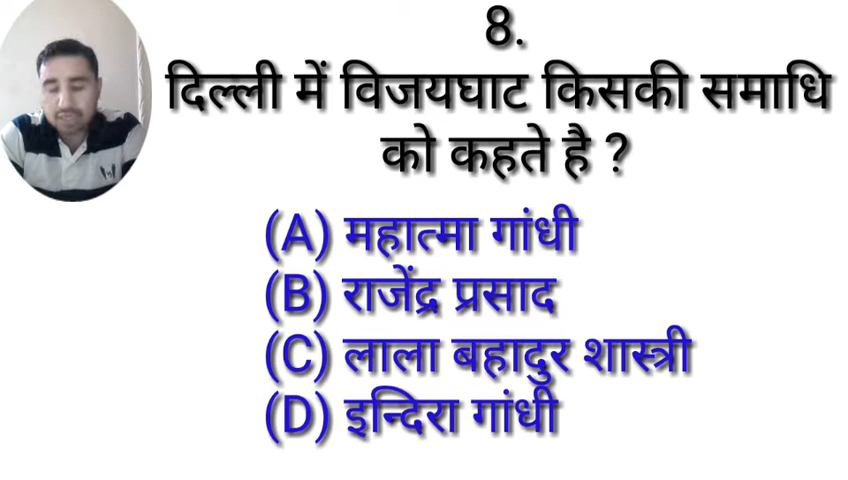 8.
दिल्ली में विजयघाट किसकी समाधि
को कहते है ?
(A) महात्मा गांधी
(B) राजेंद्र प्रसाद
(C) लाला बहादुर शास्त्री
(D) इन्दिरा गांधी